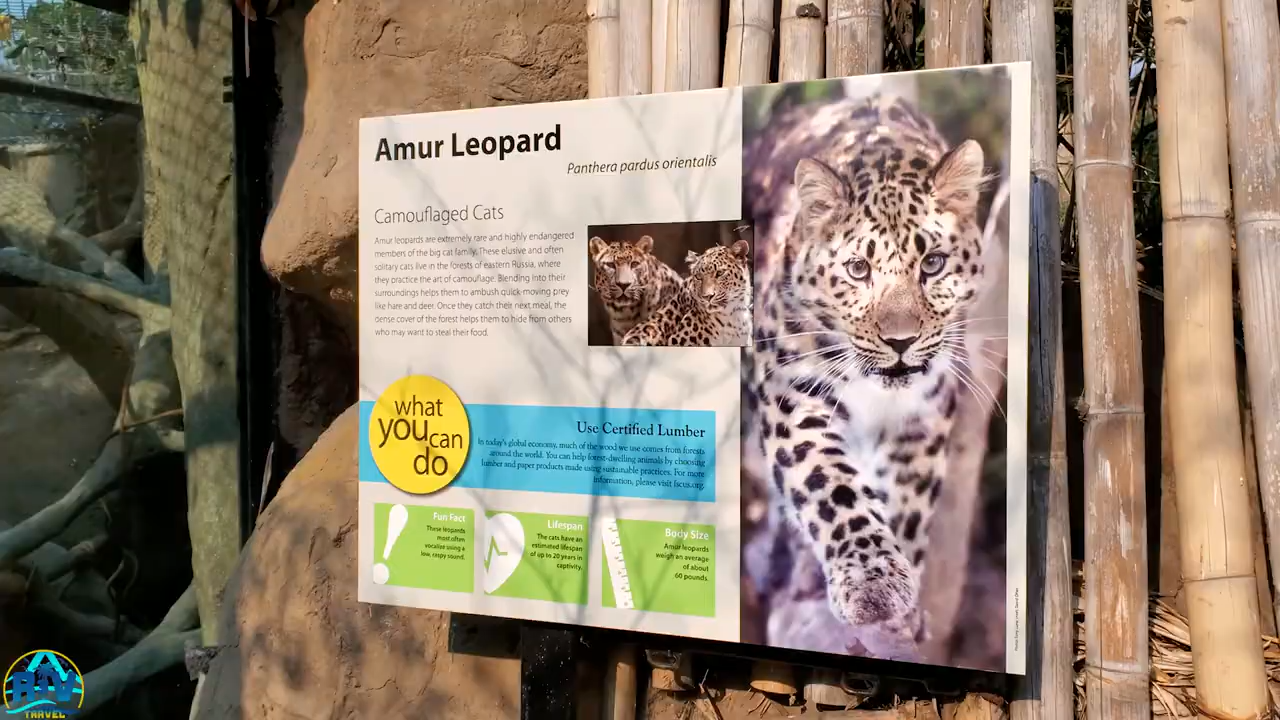 Amur Leopard
Panthera pardus orientalis
Camouflaged Cats
Amur leopards are extremely rare and highly endangered
members of the big cat family. These elusive and often
solitary cats live in the forests of eastern Russia, where
they practice the art of camouflage. Blending into their
surroundings helps them to ambush quick-moving prey
like hare and deer. Once they catch their next meal, the
dense cover of the forest helps them to hide from others
who may want to steal their food.
what
you can
do
Use Certified Lumber
In today's global economy, much of the wood we use comes from forests
around the world. You can help forest-dwelling animals by choosing
lumber and paper products made using sustainable practices. For more
information, please visit fscus.org.
Fun Fact
These leopards
most often
vocalise using a
low, raspy sound.
Lifespan
The cats have an
estimated lifespan
of up to 20 years in
captivity.
Body Size
Amur leopards
weigh an average
of about
60 pounds.
TRAVEL